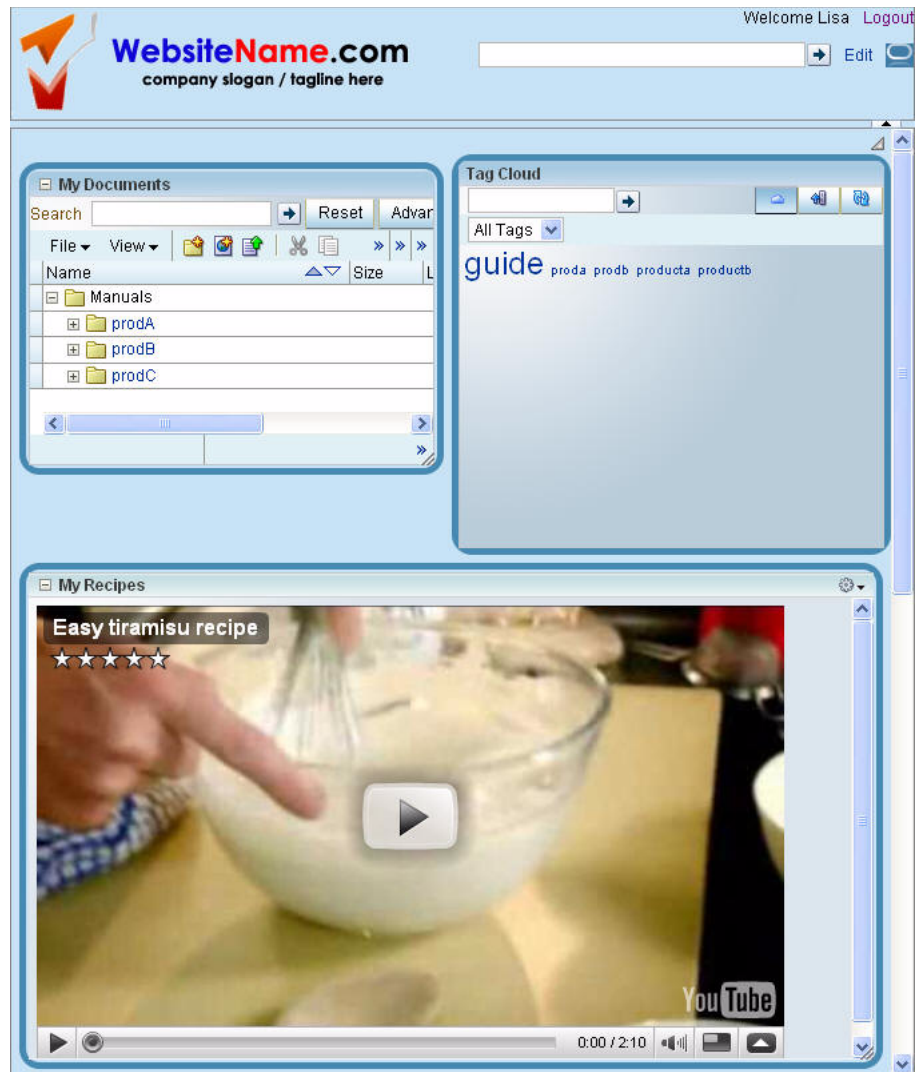 Welcome Lisa Logout
WebsiteName.com
company slogan / tagline here
Edit
My Documents
Search Reset Advan
File View
Name Size L
Manuals
prodA
prodB
prodC
Tag Cloud
All Tags
guide proda prodb producta productb
My Recipes
Easy tiramisu recipe
YouTube
0:00 / 2:10